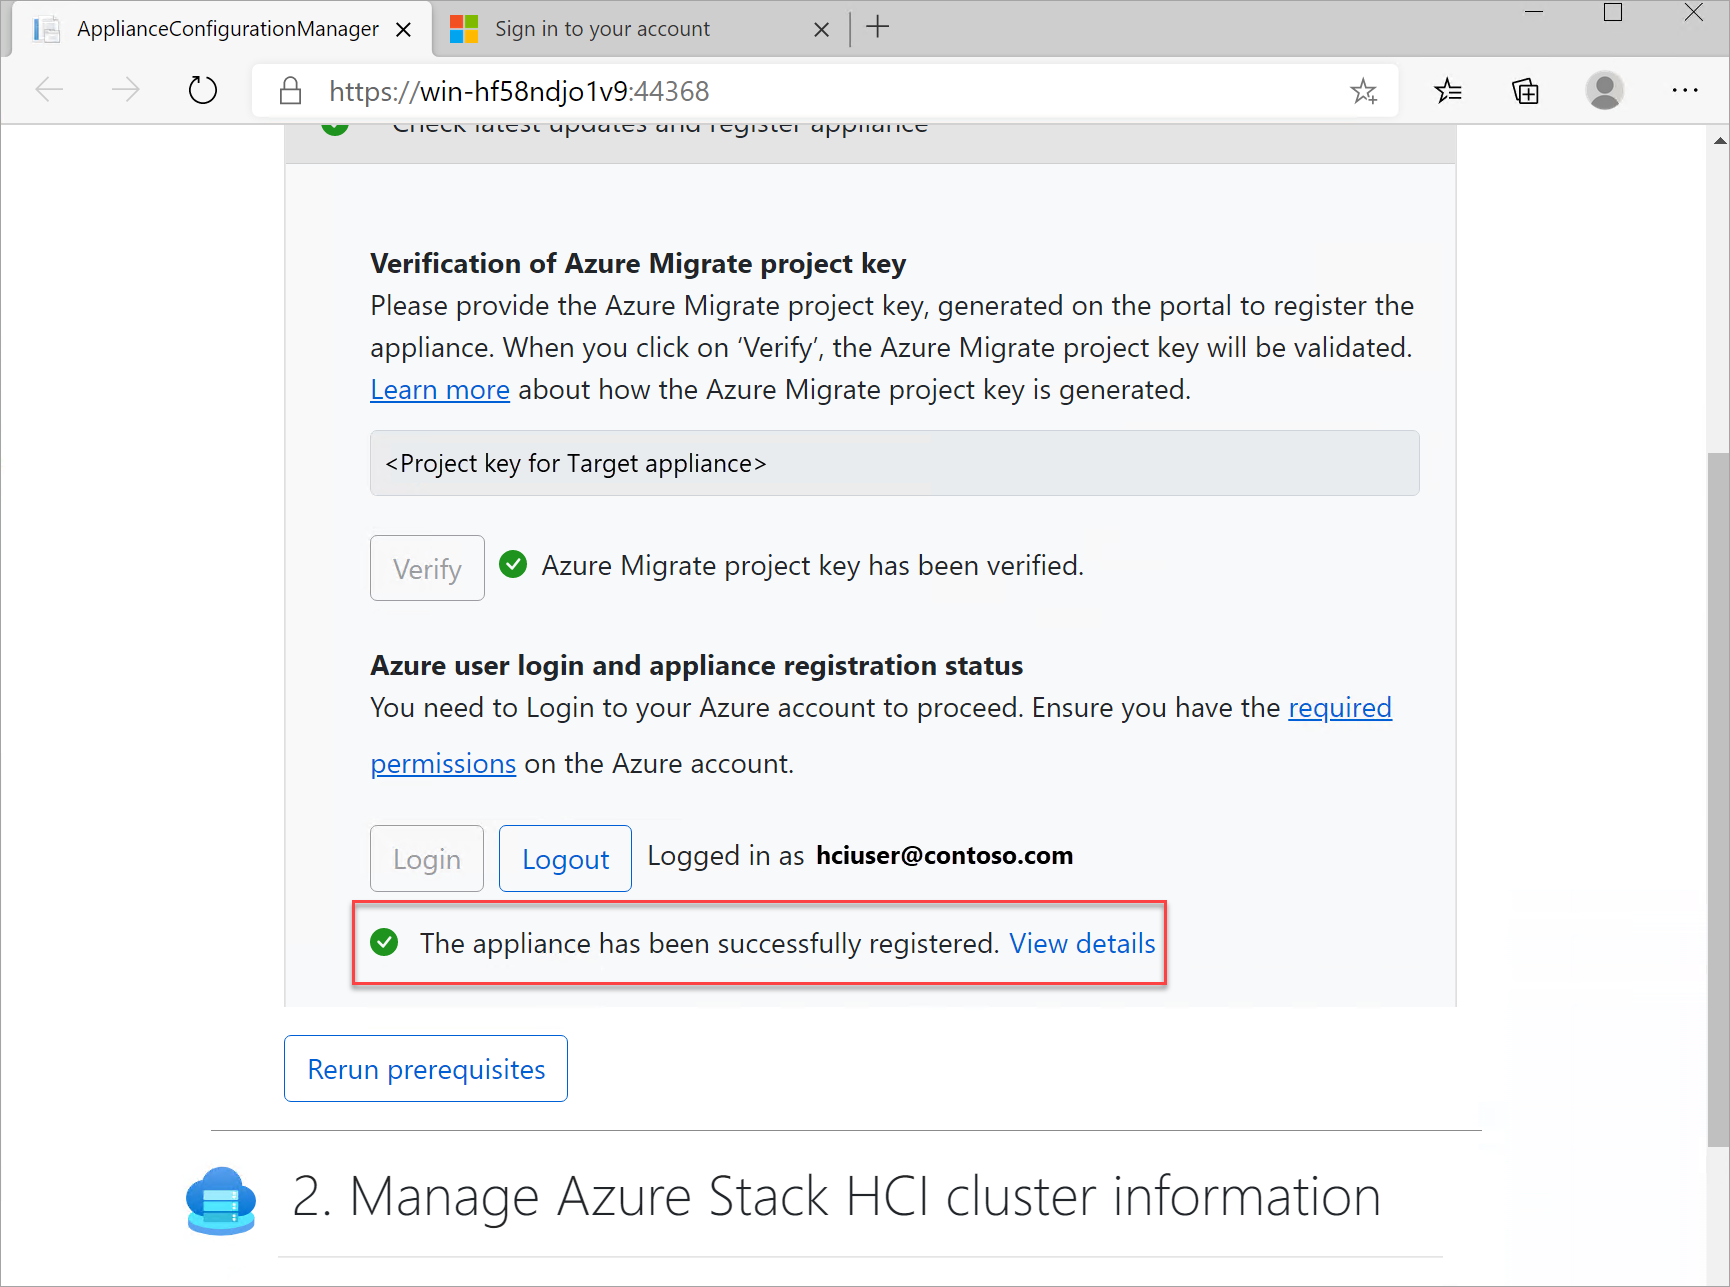 ApplianceConfigurationManager
Sign in to your account
https://win-hf58ndjo1v9:44368
Check latest updates and register appliance
Verification of Azure Migrate project key
Please provide the Azure Migrate project key, generated on the portal to register the
appliance. When you click on ‘Verify’, the Azure Migrate project key will be validated.
Learn more about how the Azure Migrate project key is generated.
<Project key for Target appliance>
Verify
Azure Migrate project key has been verified.
Azure user login and appliance registration status
You need to Login to your Azure account to proceed. Ensure you have the required
permissions on the Azure account.
Login
Logout
Logged in as hciuser@contoso.com
The appliance has been successfully registered. View details
Rerun prerequisites
2. Manage Azure Stack HCI cluster information